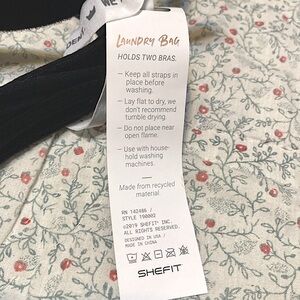 LAUNDRY BAG
HOLDS TWO BRAS.
— Keep all straps in
place before
washing.
— Lay flat to dry, we
don't recommend
tumble drying.
— Do not place near
open flame.
— Use with house-
hold washing
machines.
Made from recycled
material.
RN 142486 /
STYLE 190002
©2019 SHEFIT® INC.
ALL RIGHTS RESERVED.
DESIGNED IN USA /
MADE IN CHINA
SHEFIT